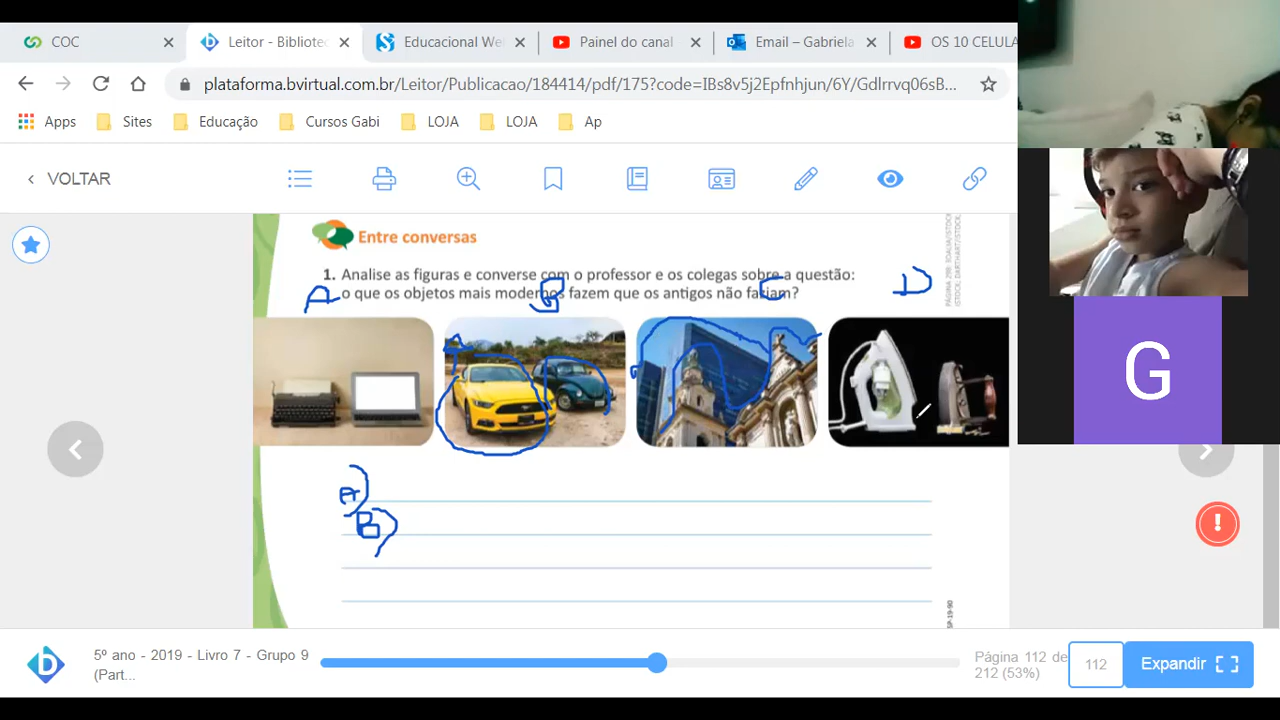 COC
Leitor - Bibliotec
Educacional We
Painel do canal
Email – Gabriela
OS 10 CELULA
plataforma.bvirtual.com.br/Leitor/Publicacao/184414/pdf/175?code=IBs8v5j2Epfnhjun/6Y/Gdlrrvq06sB...
Apps Sites Educação Cursos Gabi LOJA LOJA Ap
VOLTAR
Entre conversas
1. Analise as figuras e converse com o professor e os colegas sobre a questão:
o que os objetos mais modernos fazem que os antigos não faziam?
A B C D
G
A)
B)
5º ano - 2019 - Livro 7 - Grupo 9
(Part...
Página 112 de
212 (53%)
112
Expandir